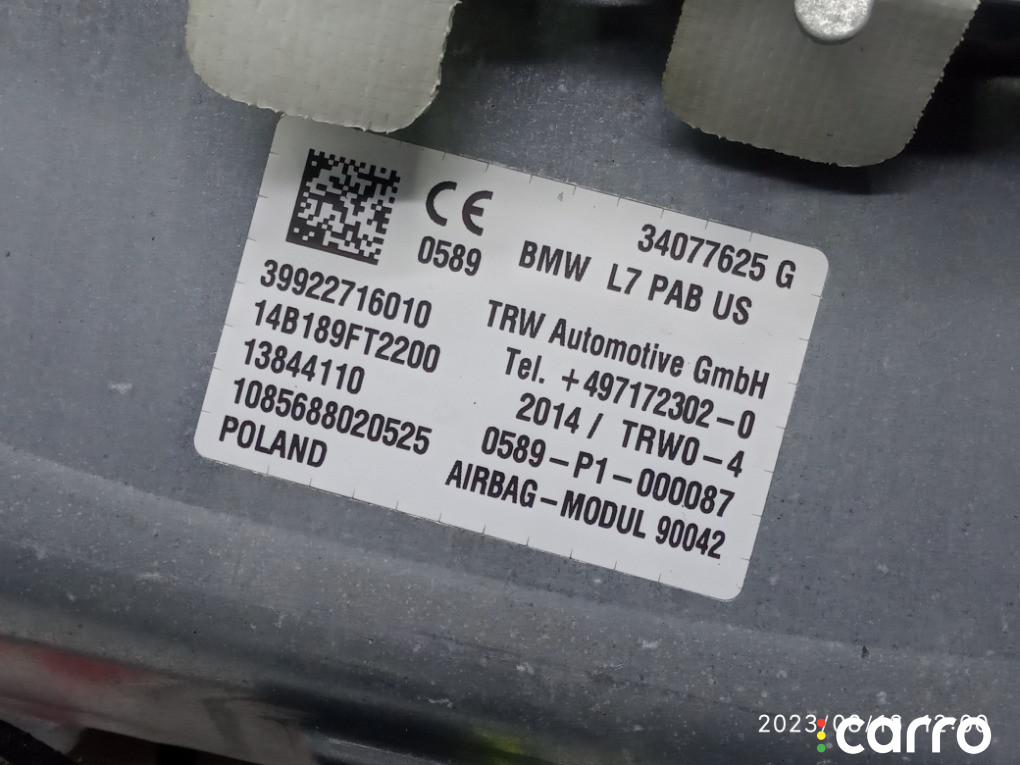 CE
0589
34077625 G
BMW L7 PAB US
39922716010
14B189FT2200
13844110
1085688020525
POLAND
TRW Automotive GmbH
Tel. +497172302-0
2014 / TRW0-4
0589-P1-000087
AIRBAG-MODUL 90042
carro